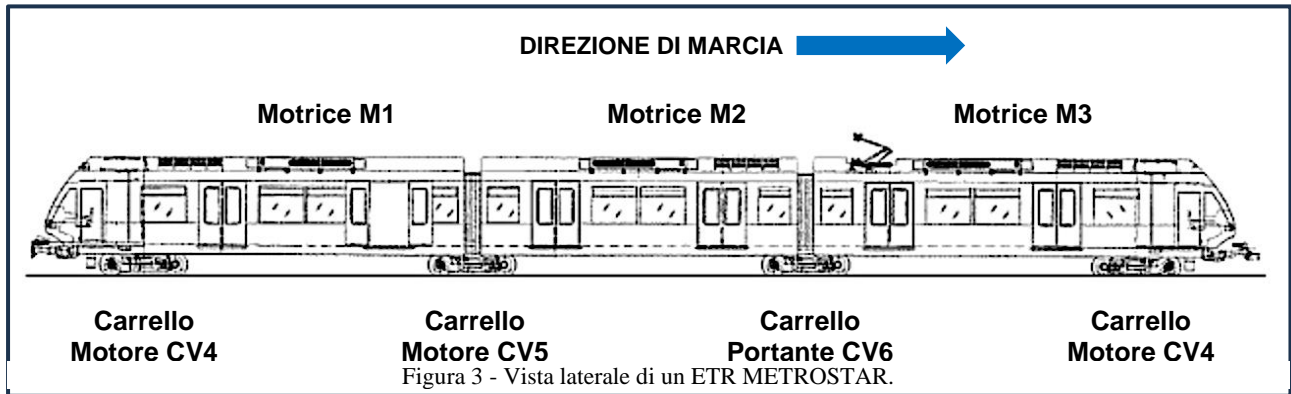 DIREZIONE DI MARCIA
Motrice M1 Motrice M2 Motrice M3
Carrello Carrello Carrello Carrello
Motore CV4 Motore CV5 Portante CV6 Motore CV4
Figura 3 - Vista laterale di un ETR METROSTAR.